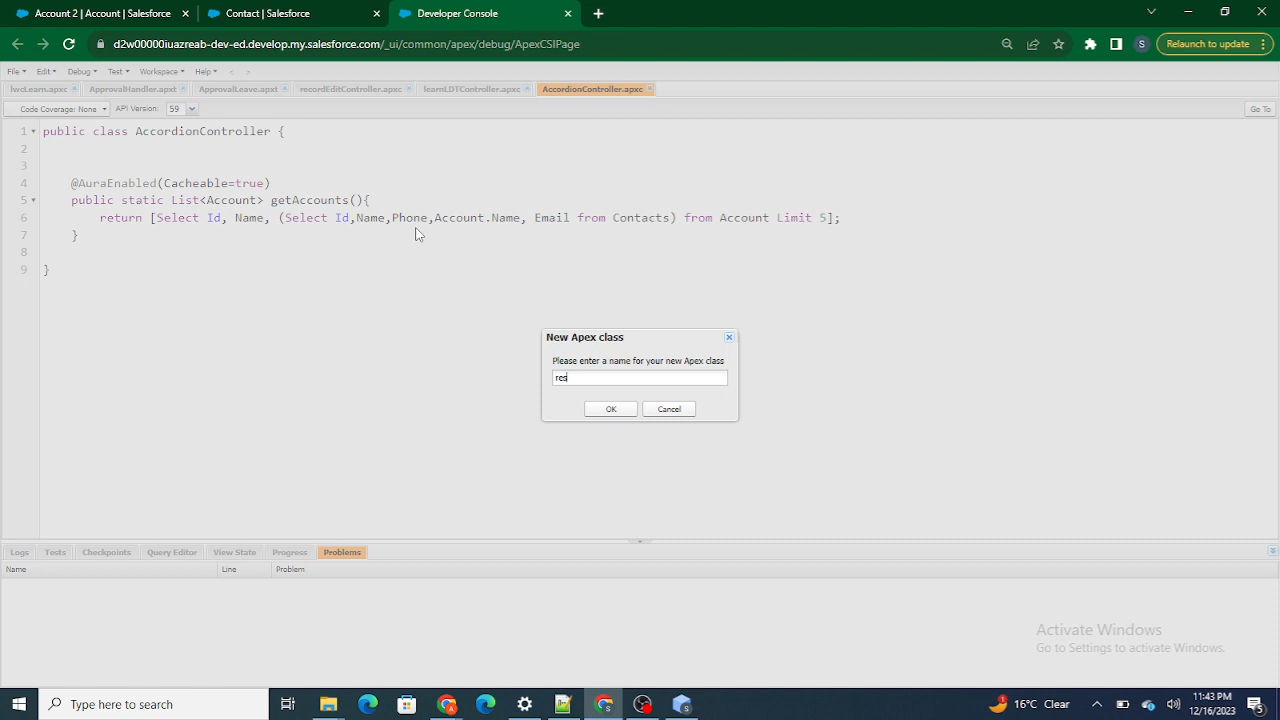 Account 2 | Account | Salesforce
Contact | Salesforce
Developer Console
d2w00000iuazreab-dev-ed.develop.my.salesforce.com/_ui/common/apex/debug/ApexCSIPage
S
Relaunch to update
File
Edit
Debug
Test
Workspace
Help
<
>
lwcLearn.apxc
ApprovalHandler.apxt
ApprovalLeave.apxt
recordEditController.apxc
learnLDTController.apxc
AccordionController.apxc
Code Coverage: None
API Version:
59
Go To
1 public class AccordionController {
2
3
4 @AuraEnabled(Cacheable=true)
5 public static List<Account> getAccounts(){
6 return [Select Id, Name, (Select Id,Name,Phone,Account.Name, Email from Contacts) from Account Limit 5];
7 }
8
9 }
New Apex class
Please enter a name for your new Apex class
res
OK
Cancel
Logs
Tests
Checkpoints
Query Editor
View State
Progress
Problems
Name
Line
Problem
Activate Windows
Go to Settings to activate Windows.
Type here to search
1
16°C Clear
11:43 PM
12/16/2023
3